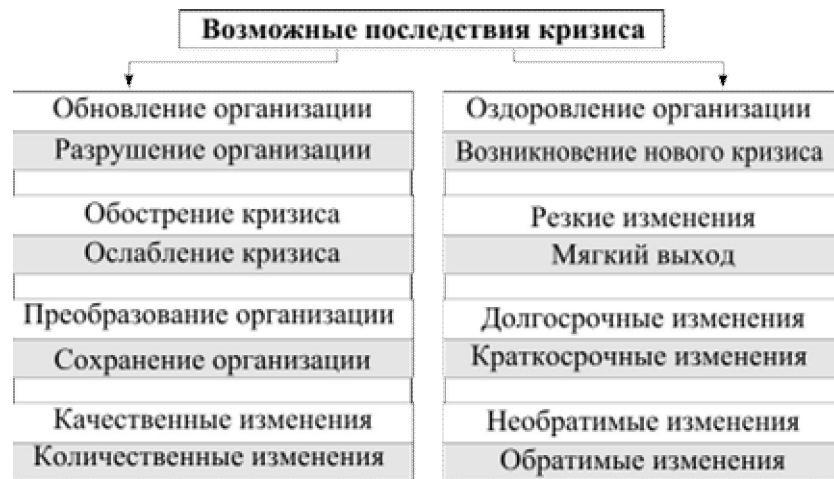 Возможные последствия кризиса
Обновление организации
Разрушение организации
Обострение кризиса
Ослабление кризиса
Преобразование организации
Сохранение организации
Качественные изменения
Количественные изменения
Оздоровление организации
Возникновение нового кризиса
Резкие изменения
Мягкий выход
Долгосрочные изменения
Краткосрочные изменения
Необратимые изменения
Обратимые изменения